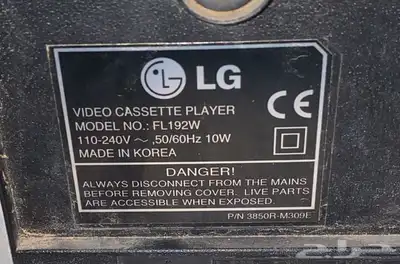 LG
VIDEO CASSETTE PLAYER
MODEL NO.: FL192W
110-240V ~ ,50/60Hz 10W
MADE IN KOREA
CE
DANGER!
ALWAYS DISCONNECT FROM THE MAINS
BEFORE REMOVING COVER. LIVE PARTS
ARE ACCESSIBLE WHEN EXPOSED.
P/N 3850R-M309E
حراج